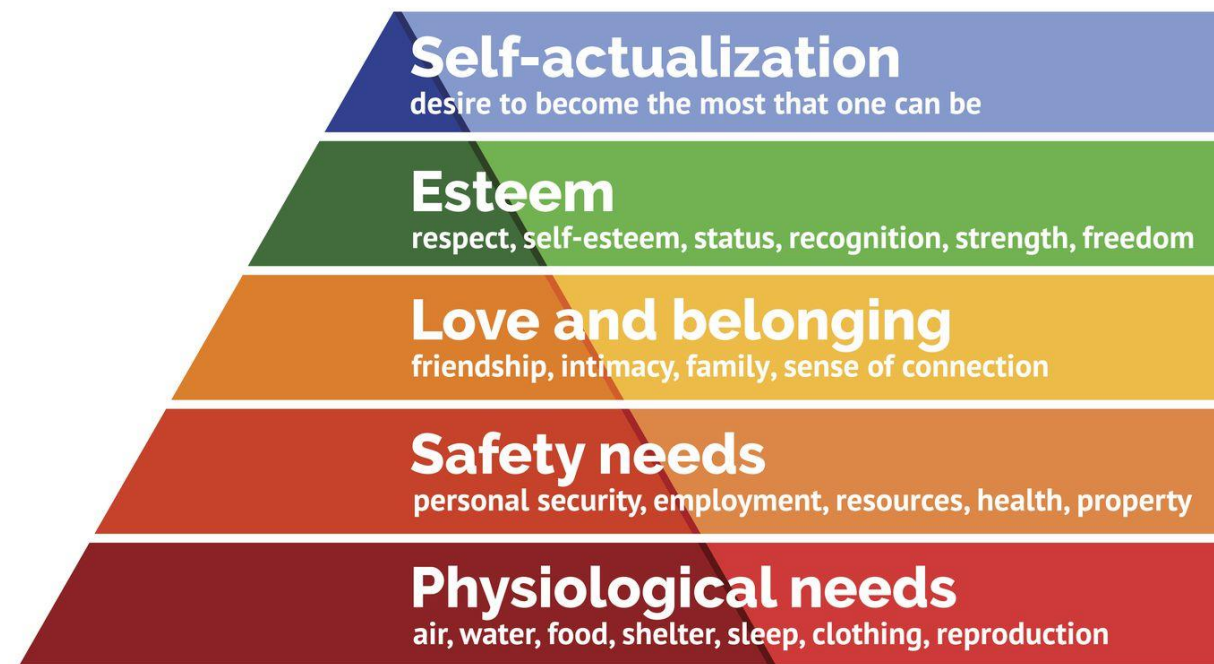 Self-actualization
desire to become the most that one can be
Esteem
respect, self-esteem, status, recognition, strength, freedom
Love and belonging
friendship, intimacy, family, sense of connection
Safety needs
personal security, employment, resources, health, property
Physiological needs
air, water, food, shelter, sleep, clothing, reproduction